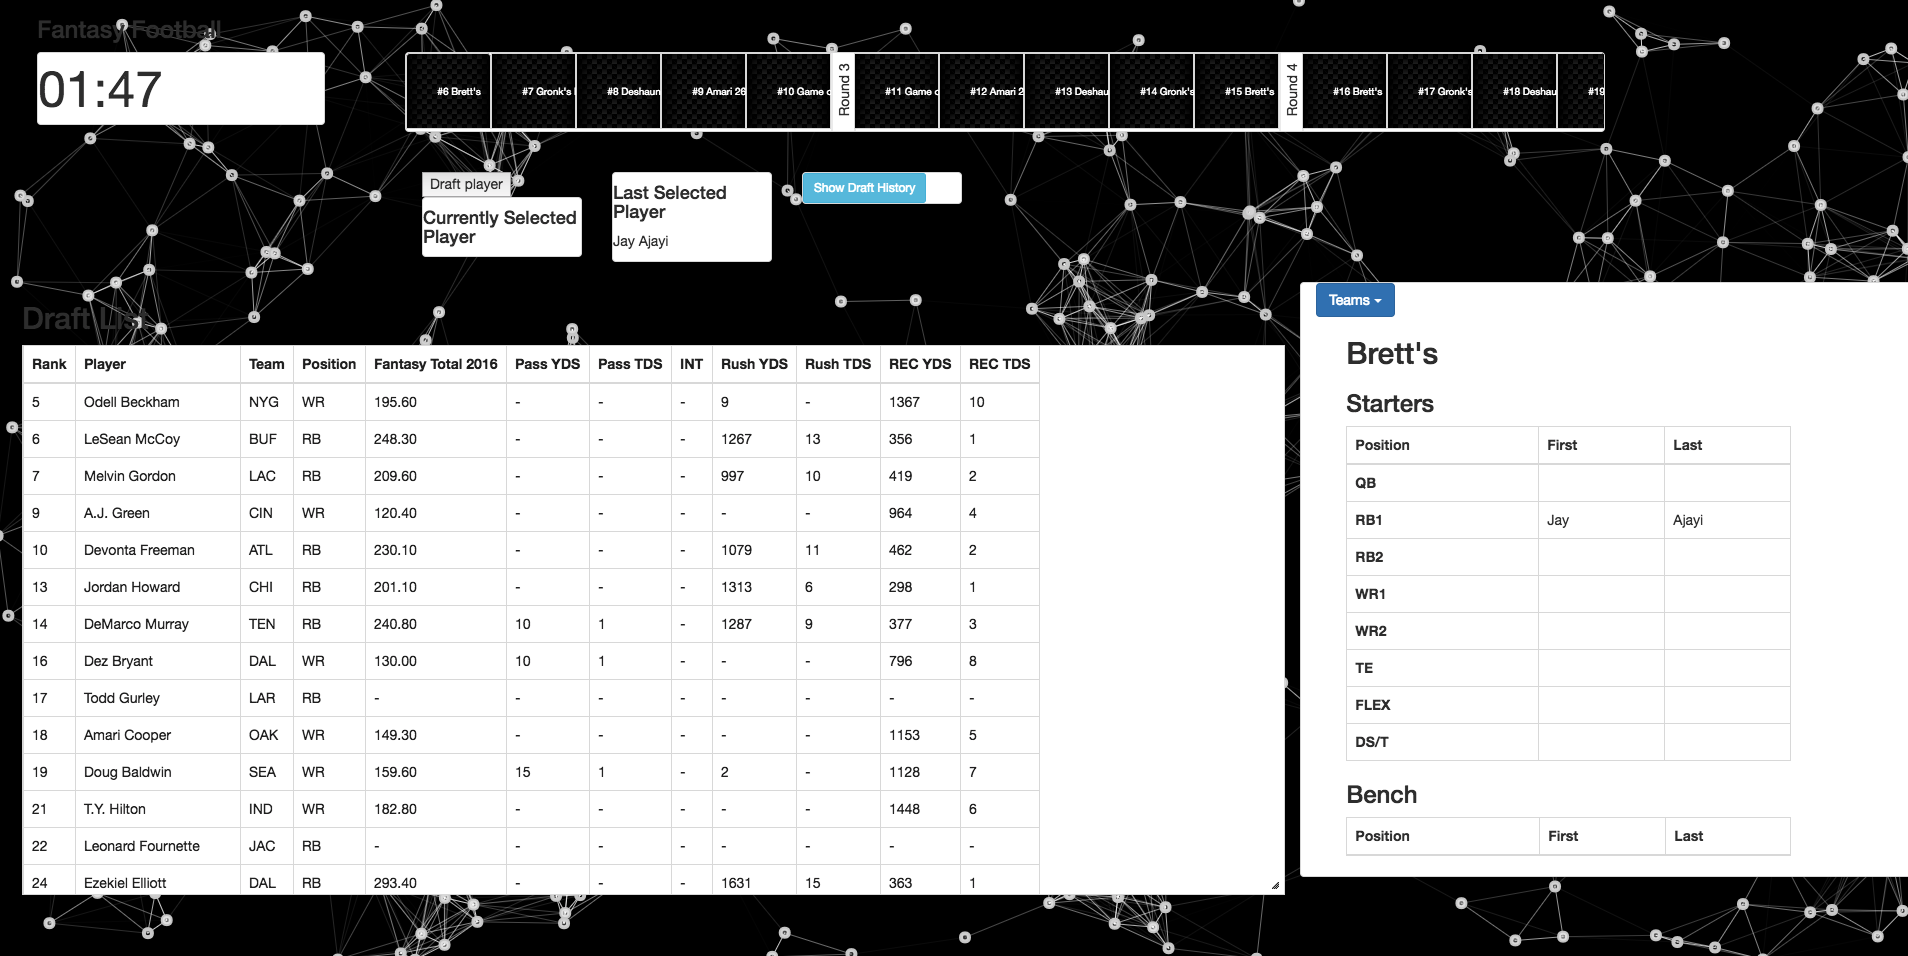 Fantasy Football
01:47
#6 Brett's
#7 Gronk's
#8 Deshaun
#9 Amari 26
#10 Game
Round 3
#11 Game
#12 Amari 2
#13 Deshau
#14 Gronk's
#15 Brett's
Round 4
#16 Brett's
#17 Gronk's
#18 Deshau
#19
Draft player
Currently Selected
Player
Last Selected
Player
Jay Ajayi
Show Draft History
Draft List
Rank Player Team Position Fantasy Total 2016 Pass YDS Pass TDS INT Rush YDS Rush TDS REC YDS REC TDS
5 Odell Beckham NYG WR 195.60 - - - 9 - 1367 10
6 LeSean McCoy BUF RB 248.30 - - - 1267 13 356 1
7 Melvin Gordon LAC RB 209.60 - - - 997 10 419 2
9 A.J. Green CIN WR 120.40 - - - - - 964 4
10 Devonta Freeman ATL RB 230.10 - - - 1079 11 462 2
13 Jordan Howard CHI RB 201.10 - - - 1313 6 298 1
14 DeMarco Murray TEN RB 240.80 10 1 - 1287 9 377 3
16 Dez Bryant DAL WR 130.00 10 1 - - - 796 8
17 Todd Gurley LAR RB - - - - - - - -
18 Amari Cooper OAK WR 149.30 - - - - - 1153 5
19 Doug Baldwin SEA WR 159.60 15 1 - 2 - 1128 7
21 T.Y. Hilton IND WR 182.80 - - - - - 1448 6
22 Leonard Fournette JAC RB - - - - - - - -
24 Ezekiel Elliott DAL RB 293.40 - - - 1631 15 363 1
Teams
Brett's
Starters
Position First Last
QB
RB1 Jay Ajayi
RB2
WR1
WR2
TE
FLEX
DS/T
Bench
Position First Last